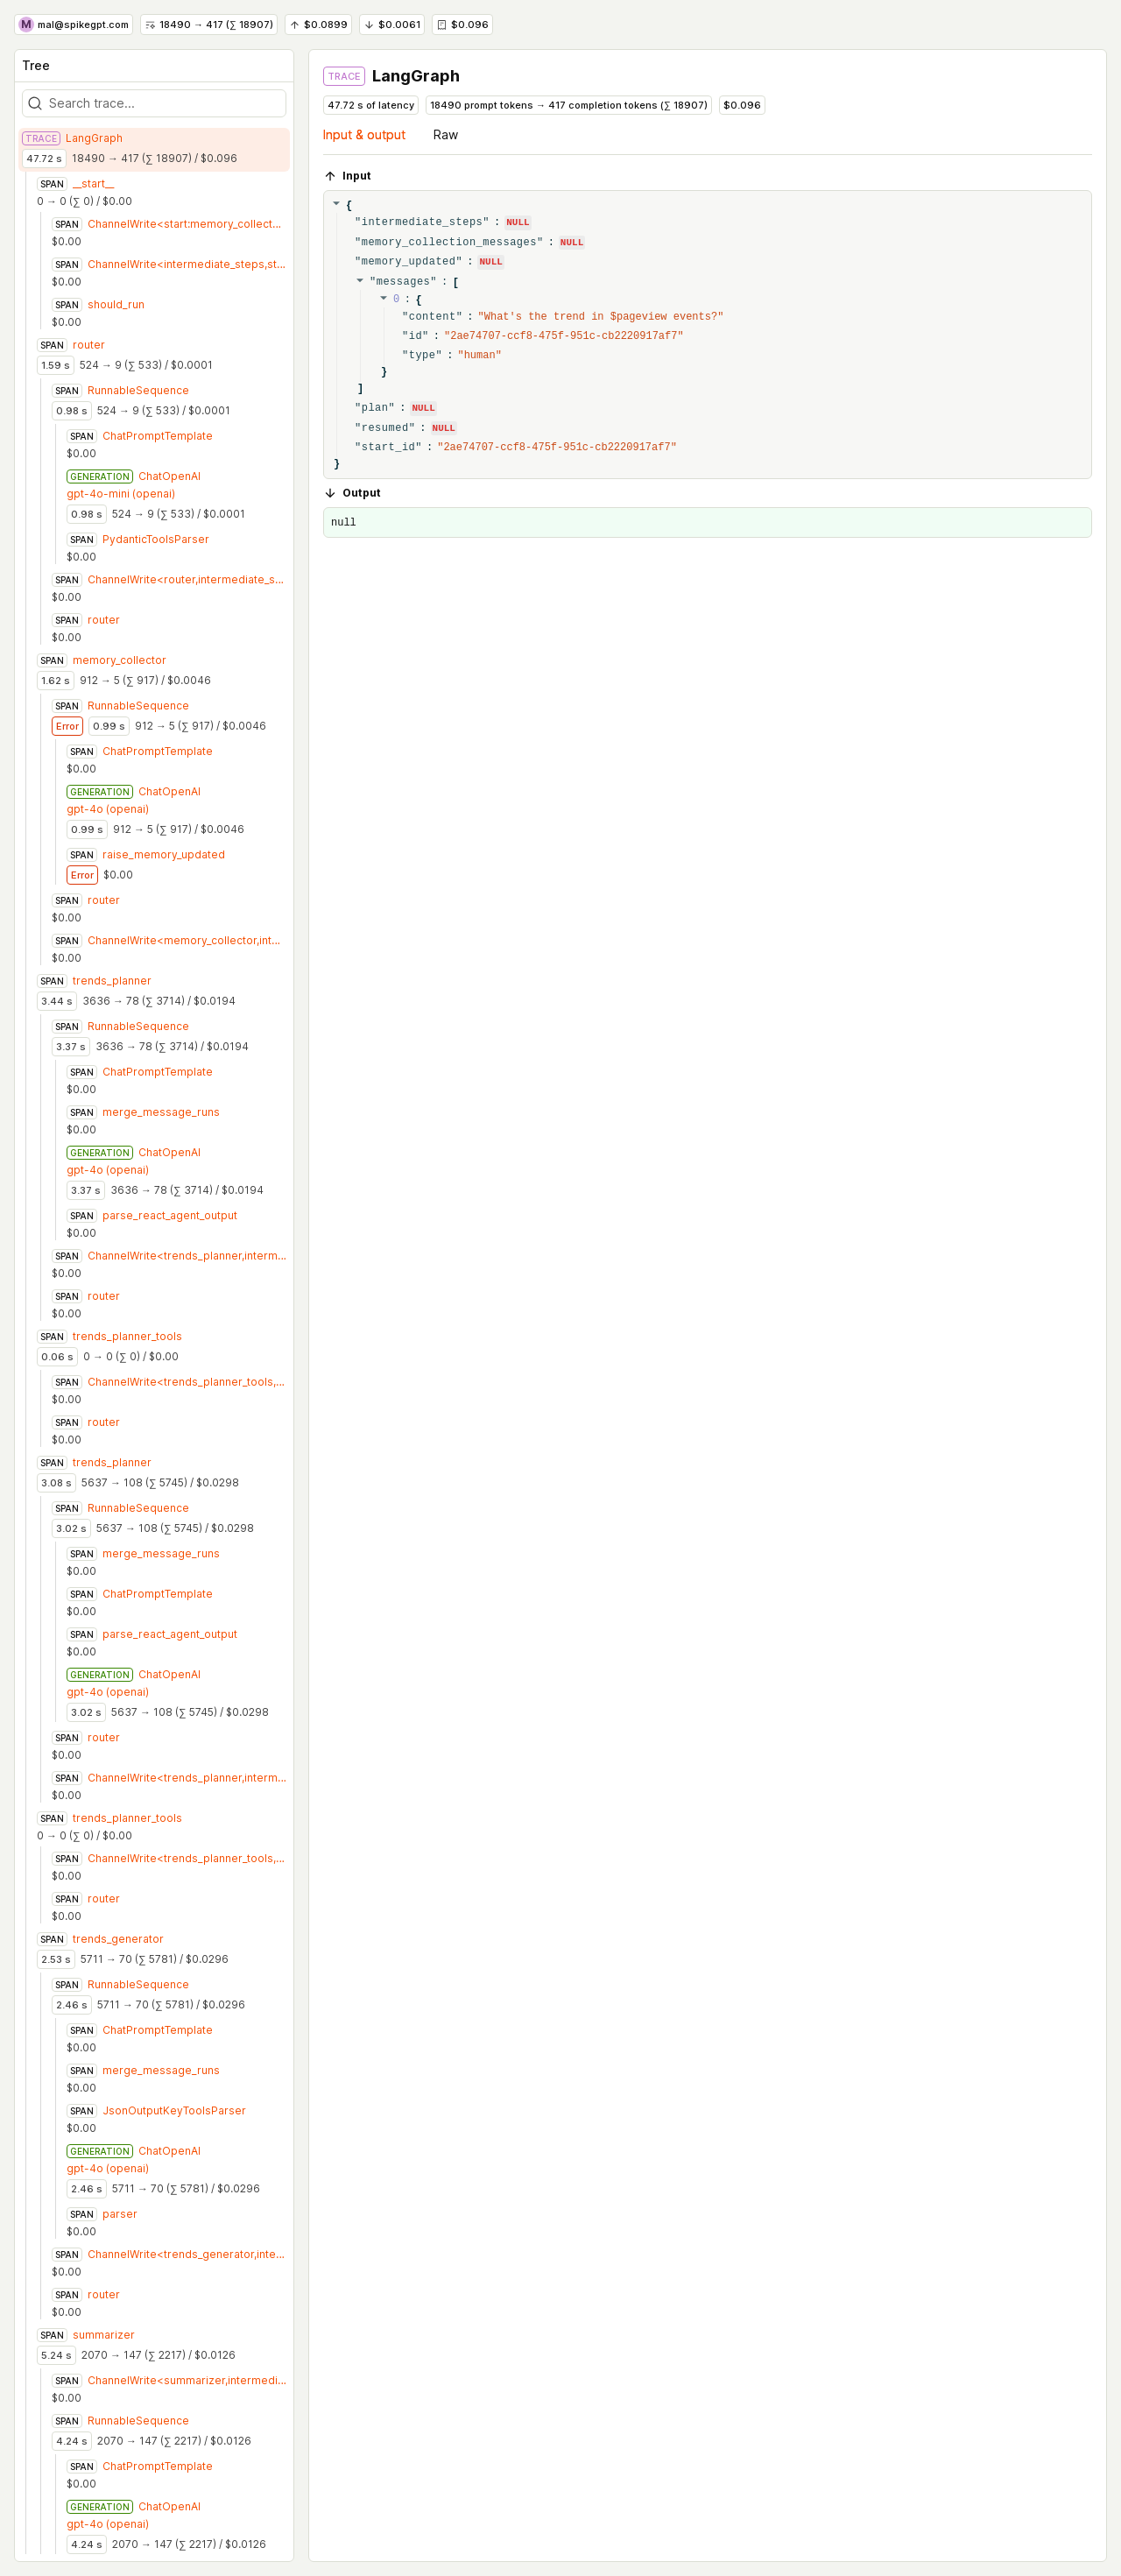 M mal@spikegpt.com 18490 → 417 (∑ 18907) ↑ $0.0899 ↓ $0.0061 $0.096
Tree
Search trace...
TRACE LangGraph
47.72 s 18490 → 417 (∑ 18907) / $0.096
SPAN __start__
0 → 0 (∑ 0) / $0.00
SPAN ChannelWrite<start:memory_collect...
$0.00
SPAN ChannelWrite<intermediate_steps,st...
$0.00
SPAN should_run
$0.00
SPAN router
1.59 s 524 → 9 (∑ 533) / $0.0001
SPAN RunnableSequence
0.98 s 524 → 9 (∑ 533) / $0.0001
SPAN ChatPromptTemplate
$0.00
GENERATION ChatOpenAI
gpt-4o-mini (openai)
0.98 s 524 → 9 (∑ 533) / $0.0001
SPAN PydanticToolsParser
$0.00
SPAN ChannelWrite<router,intermediate_s...
$0.00
SPAN router
$0.00
SPAN memory_collector
1.62 s 912 → 5 (∑ 917) / $0.0046
SPAN RunnableSequence
Error 0.99 s 912 → 5 (∑ 917) / $0.0046
SPAN ChatPromptTemplate
$0.00
GENERATION ChatOpenAI
gpt-4o (openai)
0.99 s 912 → 5 (∑ 917) / $0.0046
SPAN raise_memory_updated
Error $0.00
SPAN router
$0.00
SPAN ChannelWrite<memory_collector,int...
$0.00
SPAN trends_planner
3.44 s 3636 → 78 (∑ 3714) / $0.0194
SPAN RunnableSequence
3.37 s 3636 → 78 (∑ 3714) / $0.0194
SPAN ChatPromptTemplate
$0.00
SPAN merge_message_runs
$0.00
GENERATION ChatOpenAI
gpt-4o (openai)
3.37 s 3636 → 78 (∑ 3714) / $0.0194
SPAN parse_react_agent_output
$0.00
SPAN ChannelWrite<trends_planner,interm...
$0.00
SPAN router
$0.00
SPAN trends_planner_tools
0.06 s 0 → 0 (∑ 0) / $0.00
SPAN ChannelWrite<trends_planner_tools,...
$0.00
SPAN router
$0.00
SPAN trends_planner
3.08 s 5637 → 108 (∑ 5745) / $0.0298
SPAN RunnableSequence
3.02 s 5637 → 108 (∑ 5745) / $0.0298
SPAN merge_message_runs
$0.00
SPAN ChatPromptTemplate
$0.00
SPAN parse_react_agent_output
$0.00
GENERATION ChatOpenAI
gpt-4o (openai)
3.02 s 5637 → 108 (∑ 5745) / $0.0298
SPAN router
$0.00
SPAN ChannelWrite<trends_planner,interm...
$0.00
SPAN trends_planner_tools
0 → 0 (∑ 0) / $0.00
SPAN ChannelWrite<trends_planner_tools,...
$0.00
SPAN router
$0.00
SPAN trends_generator
2.53 s 5711 → 70 (∑ 5781) / $0.0296
SPAN RunnableSequence
2.46 s 5711 → 70 (∑ 5781) / $0.0296
SPAN ChatPromptTemplate
$0.00
SPAN merge_message_runs
$0.00
SPAN JsonOutputKeyToolsParser
$0.00
GENERATION ChatOpenAI
gpt-4o (openai)
2.46 s 5711 → 70 (∑ 5781) / $0.0296
SPAN parser
$0.00
SPAN ChannelWrite<trends_generator,inte...
$0.00
SPAN router
$0.00
SPAN summarizer
5.24 s 2070 → 147 (∑ 2217) / $0.0126
SPAN ChannelWrite<summarizer,intermedi...
$0.00
SPAN RunnableSequence
4.24 s 2070 → 147 (∑ 2217) / $0.0126
SPAN ChatPromptTemplate
$0.00
GENERATION ChatOpenAI
gpt-4o (openai)
4.24 s 2070 → 147 (∑ 2217) / $0.0126
TRACE LangGraph
47.72 s of latency 18490 prompt tokens → 417 completion tokens (∑ 18907) $0.096
Input & output Raw
↑ Input
{
"intermediate_steps" : NULL
"memory_collection_messages" : NULL
"memory_updated" : NULL
"messages" : [
0 : {
"content" : "What's the trend in $pageview events?"
"id" : "2ae74707-ccf8-475f-951c-cb2220917af7"
"type" : "human"
}
]
"plan" : NULL
"resumed" : NULL
"start_id" : "2ae74707-ccf8-475f-951c-cb2220917af7"
}
↓ Output
null